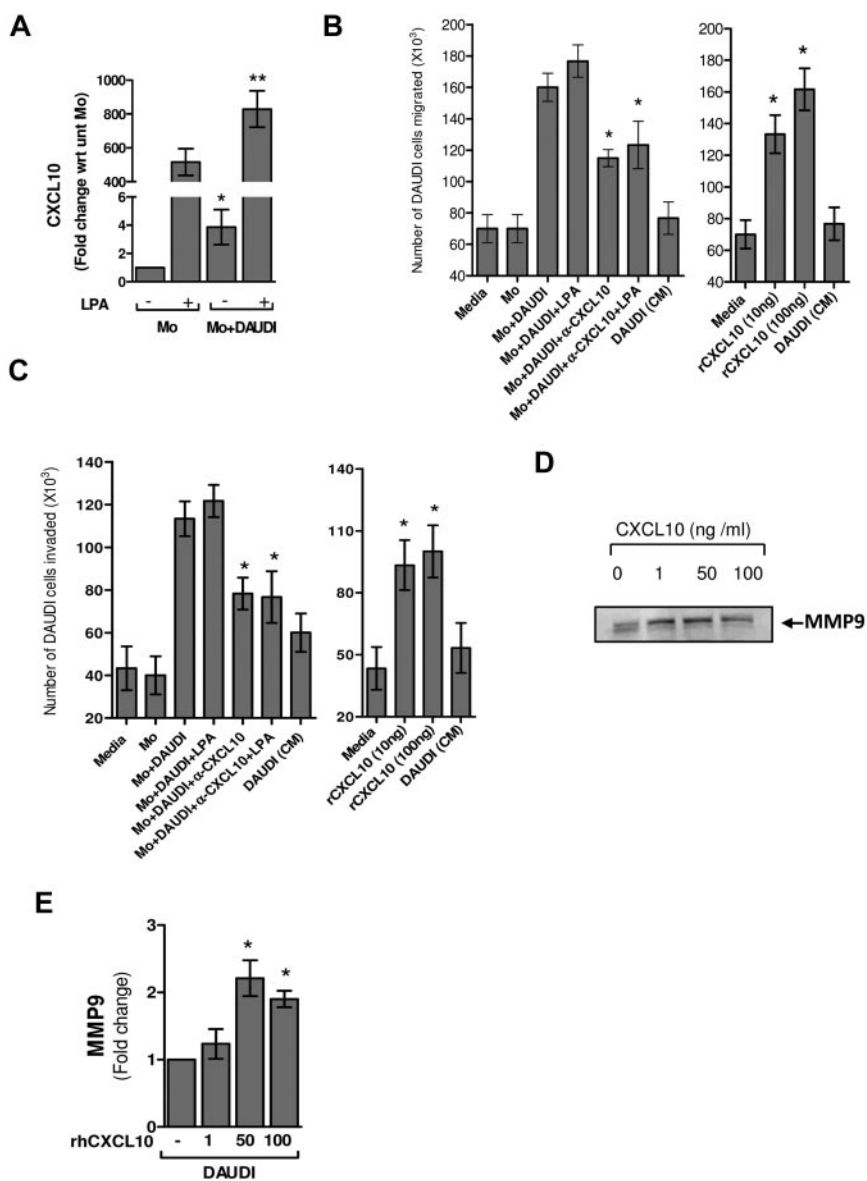 A
CXCL10
(Fold change wrt unt Mo)
1000
800
600
400
6
4
2
0
*
**
LPA
- + - +
Mo
Mo+DAUDI
B
Number of DAUDI cells migrated (X10³)
200
180
160
140
120
100
80
60
40
*
*
Media
Mo
Mo+DAUDI
Mo+DAUDI+LPA
Mo+DAUDI+α-CXCL10
Mo+DAUDI+α-CXCL10+LPA
DAUDI (CM)
200
180
160
140
120
100
80
60
40
*
*
Media
rCXCL10 (10ng)
rCXCL10 (100ng)
DAUDI (CM)
C
Number of DAUDI cells invaded (X10³)
140
120
100
80
60
40
20
*
*
Media
Mo
Mo+DAUDI
Mo+DAUDI+LPA
Mo+DAUDI+α-CXCL10
Mo+DAUDI+α-CXCL10+LPA
DAUDI (CM)
140
110
80
50
20
*
*
Media
rCXCL10 (10ng)
rCXCL10 (100ng)
DAUDI (CM)
D
CXCL10 (ng /ml)
0 1 50 100
←MMP9
E
MMP9
(Fold change)
3
2
1
0
*
*
rhCXCL10 - 1 50 100
DAUDI